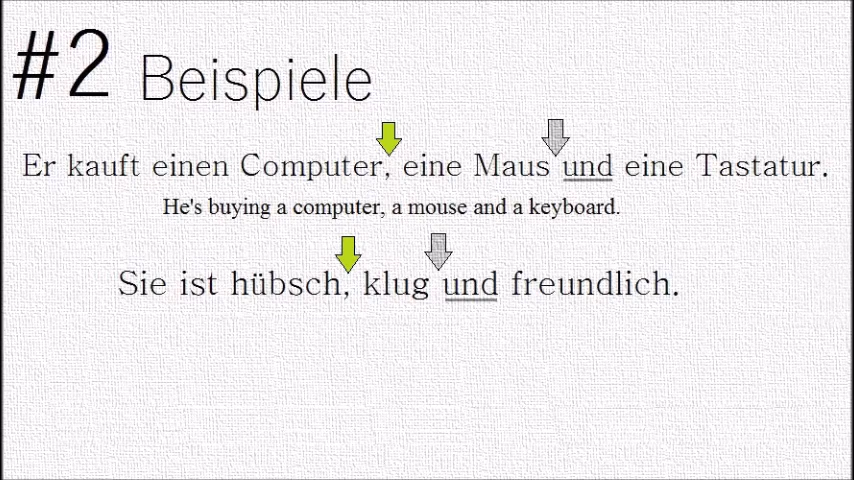 #2 Beispiele
Er kauft einen Computer, eine Maus und eine Tastatur.
He's buying a computer, a mouse and a keyboard.
Sie ist hübsch, klug und freundlich.